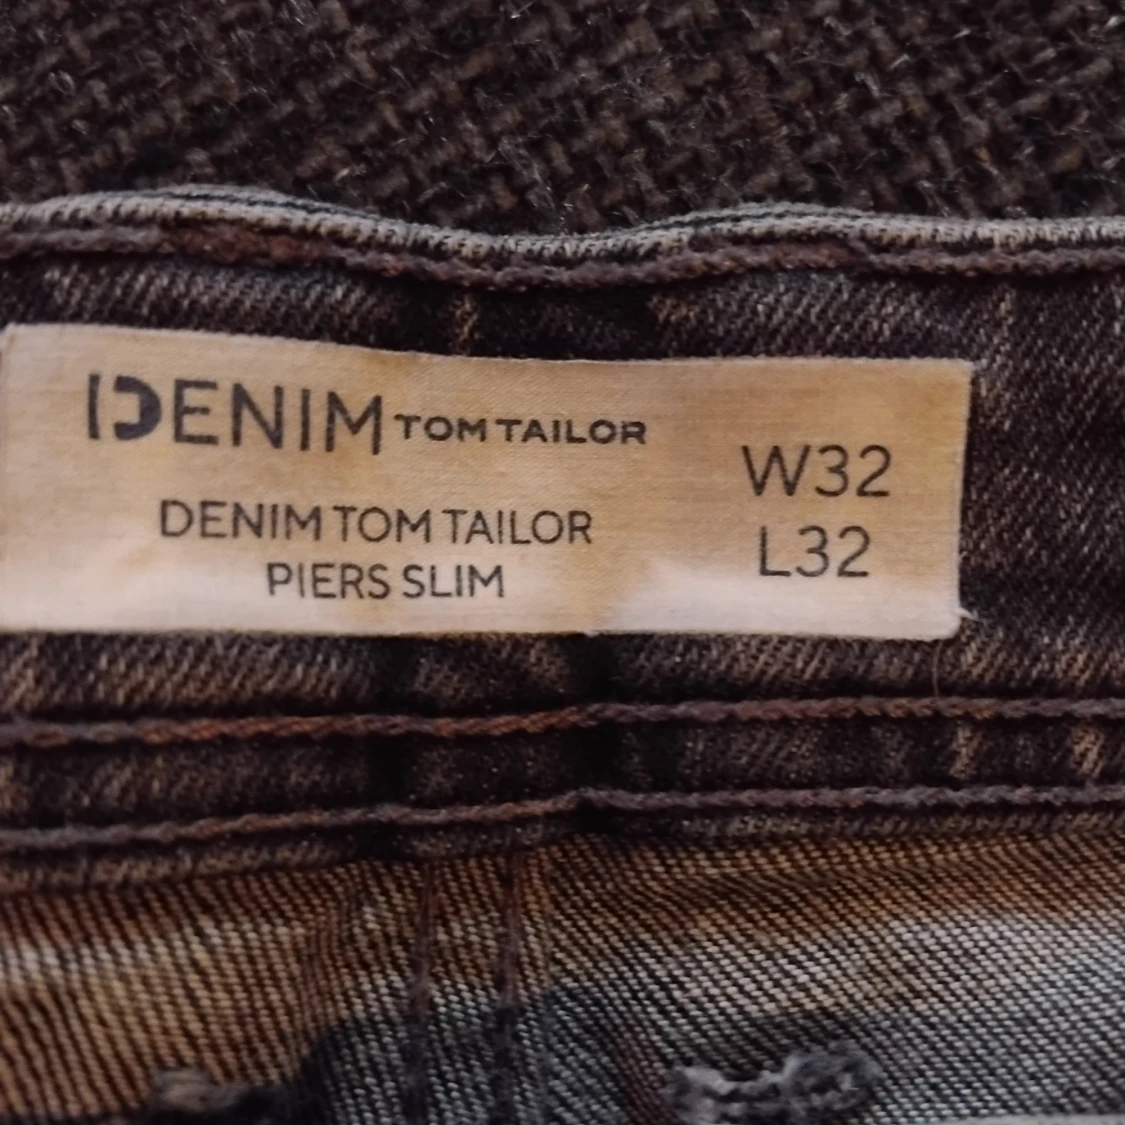 DENIM TOM TAILOR
DENIM TOM TAILOR
PIERS SLIM
W32
L32